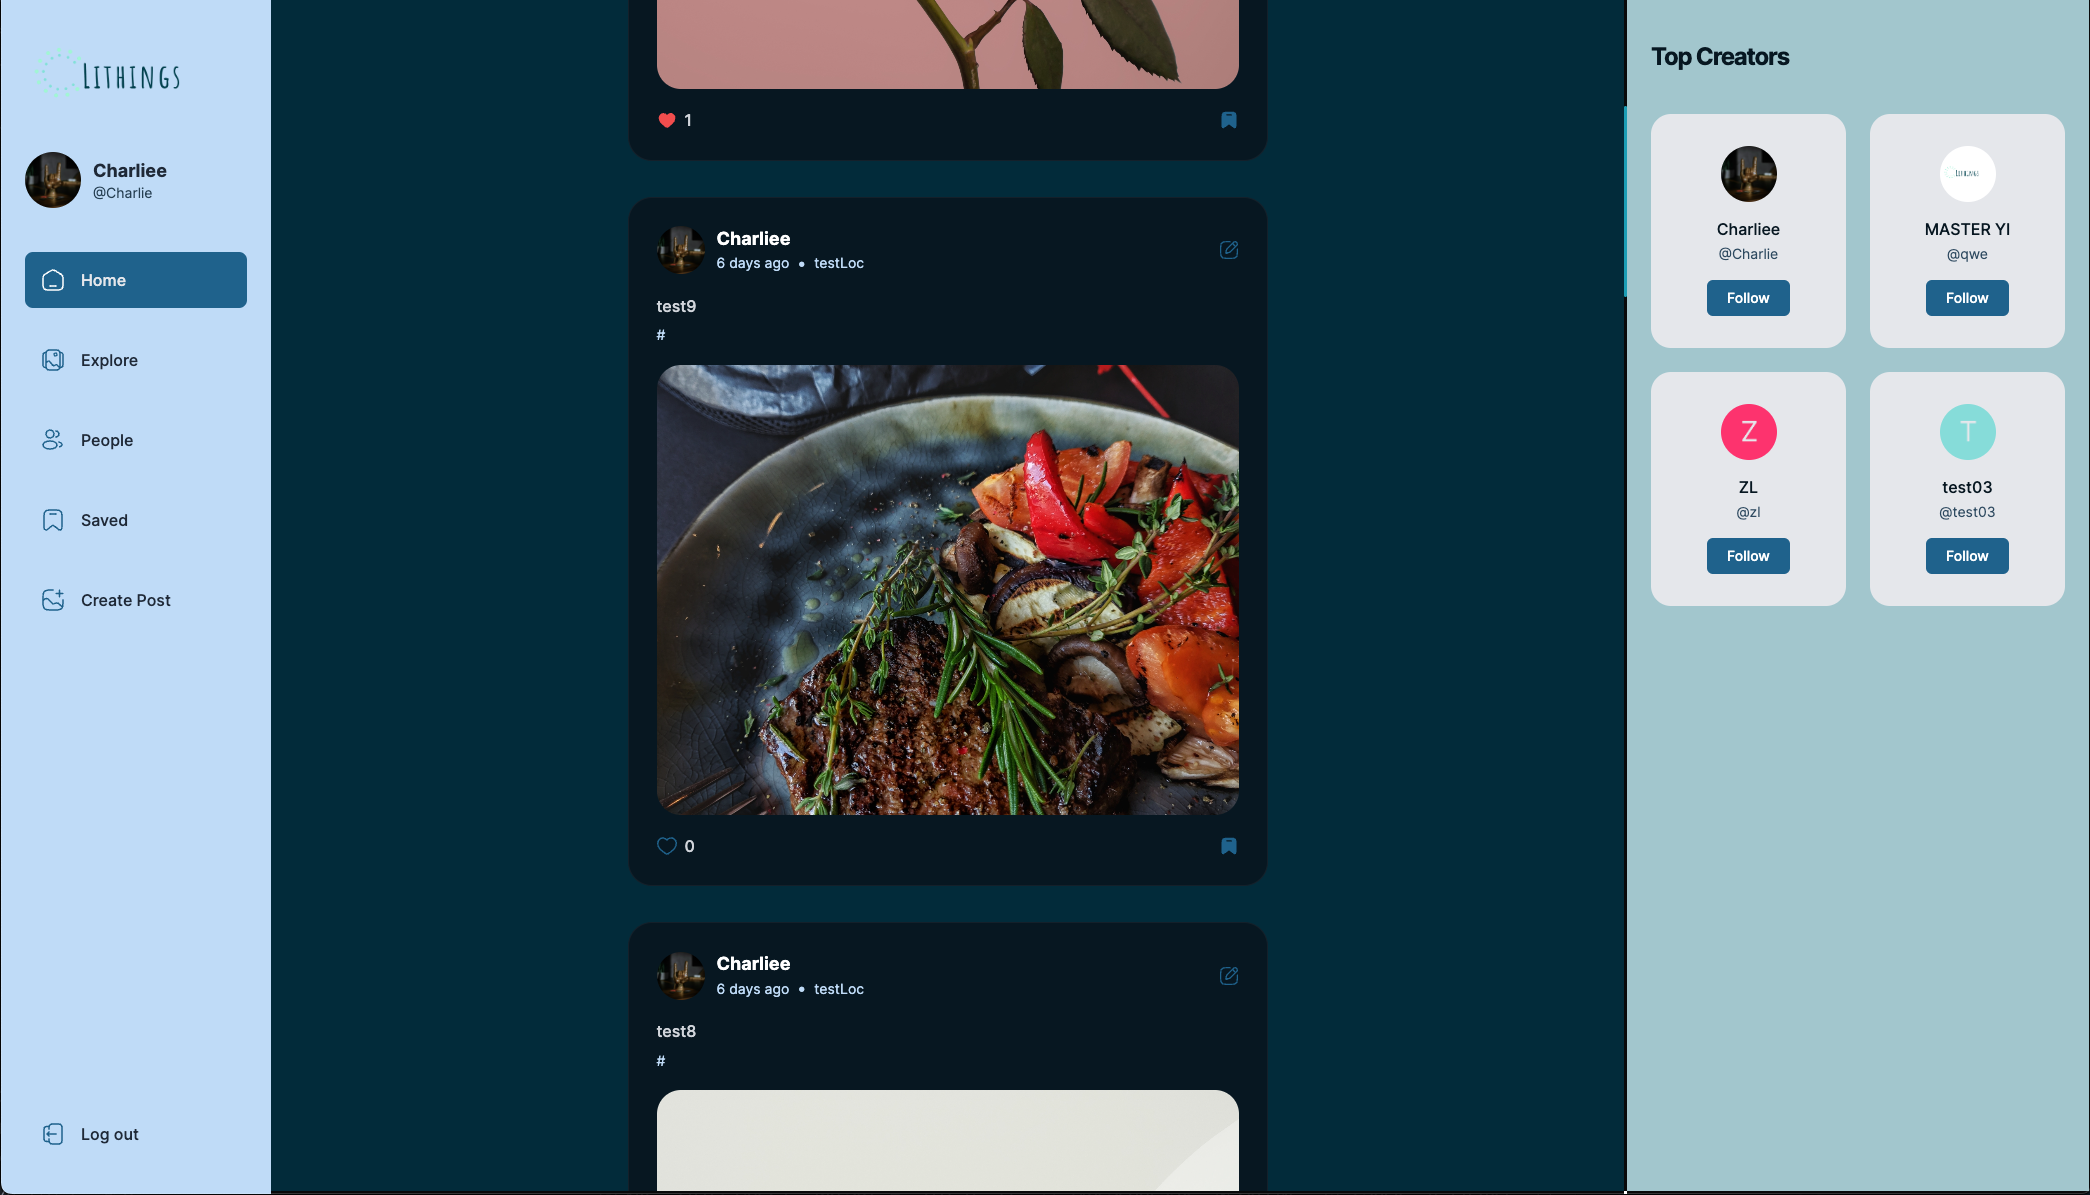 LITHINGS
Charliee
@Charlie
Home
Explore
People
Saved
Create Post
Log out
1
Charliee
6 days ago • testLoc
test9
#
0
Charliee
6 days ago • testLoc
test8
#
Top Creators
Charliee
@Charlie
Follow
LITHINGS
MASTER YI
@qwe
Follow
Z
ZL
@zl
Follow
T
test03
@test03
Follow